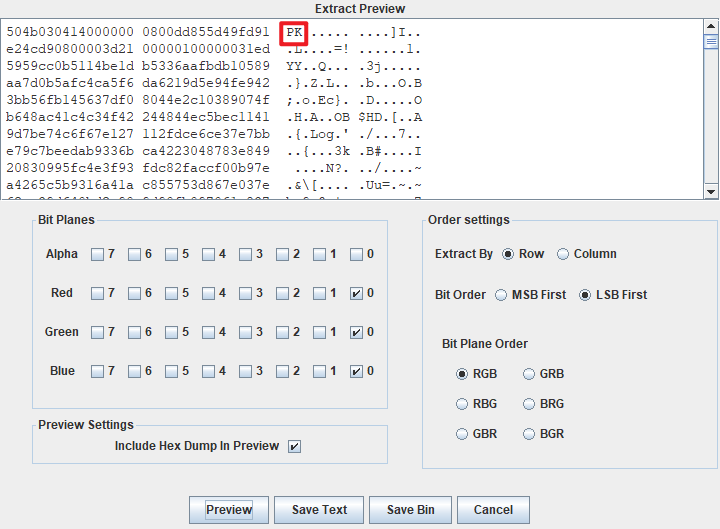 Extract Preview
504b030414000000 0800dd855d49fd91 PK...... ....]I..
e24cd90800003d21 00000100000031ed .L....=! ......1.
5959cc0b5114be1d b5336aafbdb10589 YY..Q... .3j.....
aa7d0b5afc4ca5f6 da6219d5e94fe942 .}.Z.L.. .b...O.B
3bb56fb145637df0 8044e2c10389074f ;.o.Ec}. .D.....O
b648ac41c4c34f42 244844ec5bec1141 .H.A..OB $HD.[..A
9d7be74c6f67e127 112fdce6ce37e7bb .{.Log.' ./...7..
e79c7beedab9336b ca4223048783e849 ..{...3k .B#....I
20830995fc4e3f93 fdc82faccf00b97e ....N?. ../....~
a4265c5b9316a41a c855753d867e037e .&\[.... .Uu=.~.~
Bit Planes
Alpha 7 6 5 4 3 2 1 0
Red 7 6 5 4 3 2 1 0
Green 7 6 5 4 3 2 1 0
Blue 7 6 5 4 3 2 1 0
Preview Settings
Include Hex Dump In Preview
Order settings
Extract By Row Column
Bit Order MSB First LSB First
Bit Plane Order
RGB GRB
RBG BRG
GBR BGR
Preview Save Text Save Bin Cancel